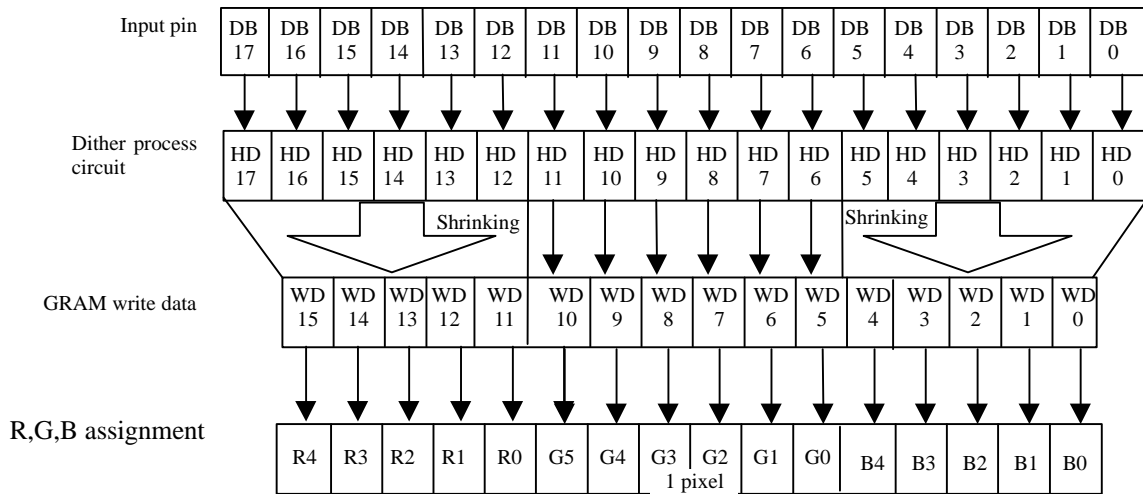 Input pin
DB DB DB DB DB DB DB DB DB DB DB DB DB DB DB DB DB DB
17 16 15 14 13 12 11 10 9 8 7 6 5 4 3 2 1 0
Dither process
circuit
HD HD HD HD HD HD HD HD HD HD HD HD HD HD HD HD HD HD
17 16 15 14 13 12 11 10 9 8 7 6 5 4 3 2 1 0
Shrinking Shrinking
GRAM write data
WD WD WD WD WD WD WD WD WD WD WD WD WD WD WD WD
15 14 13 12 11 10 9 8 7 6 5 4 3 2 1 0
R,G,B assignment
R4 R3 R2 R1 R0 G5 G4 G3 G2 G1 G0 B4 B3 B2 B1 B0
1 pixel